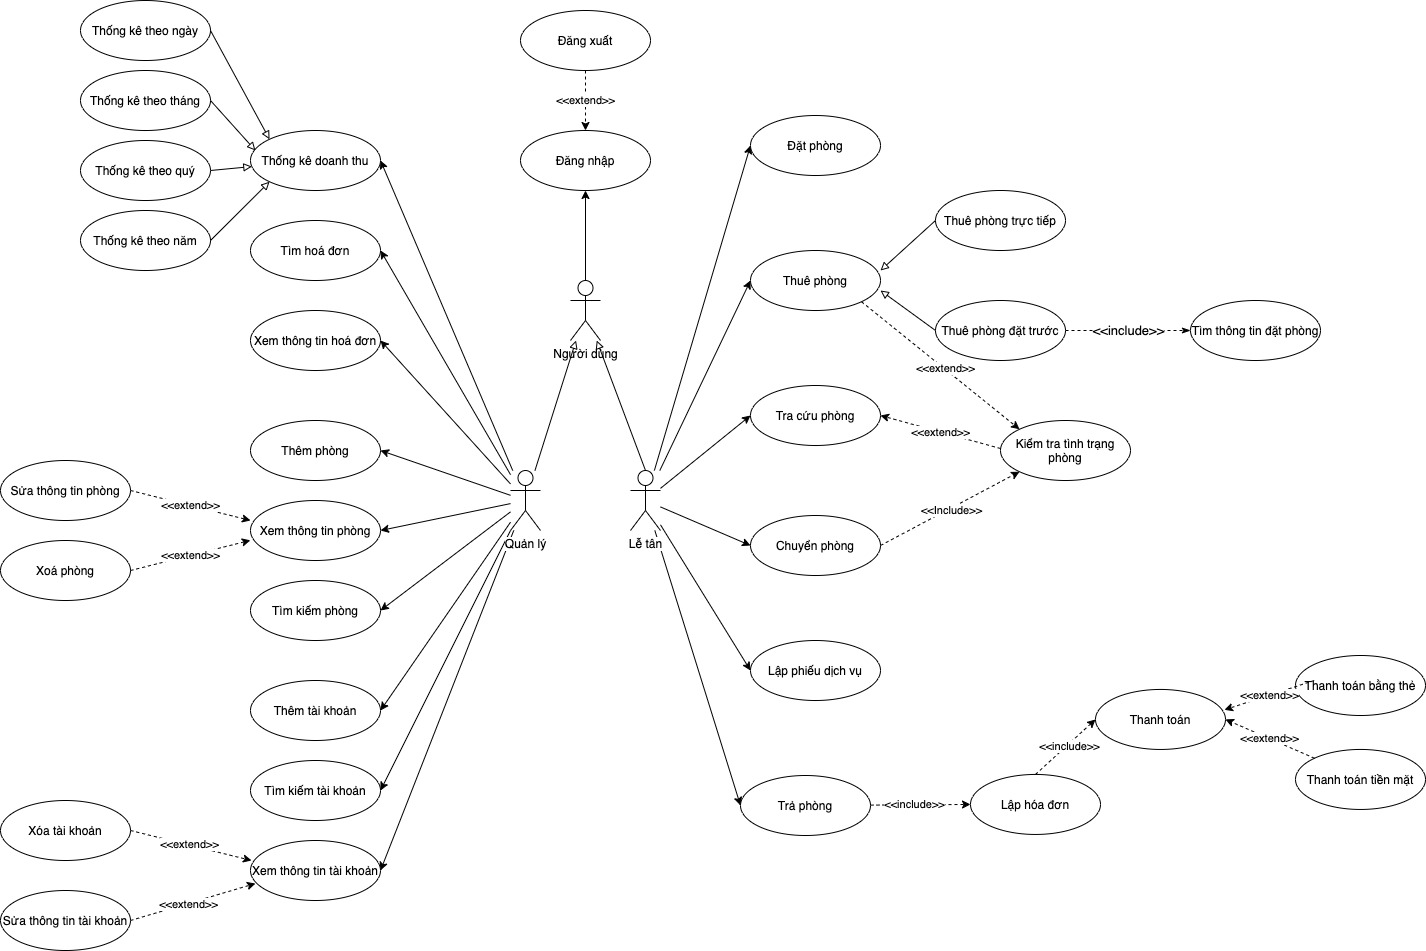 Thống kê theo ngày
Thống kê theo tháng
Thống kê theo quý
Thống kê theo năm
Thống kê doanh thu
Tìm hoá đơn
Xem thông tin hoá đơn
Thêm phòng
Sửa thông tin phòng
<<extend>>
Xoá phòng
<<extend>>
Xem thông tin phòng
Tìm kiếm phòng
Thêm tài khoản
Tìm kiếm tài khoản
Xóa tài khoản
<<extend>>
Sửa thông tin tài khoản
<<extend>>
Xem thông tin tài khoản
Đăng xuất
<<extend>>
Đăng nhập
Người dùng
Quản lý
Lễ tân
Đặt phòng
Thuê phòng
Thuê phòng trực tiếp
Thuê phòng đặt trước
<<include>>
Tìm thông tin đặt phòng
<<extend>>
Tra cứu phòng
<<extend>>
Kiểm tra tình trạng
phòng
Chuyển phòng
<<Include>>
Lập phiếu dịch vụ
Trả phòng
<<include>>
Lập hóa đơn
<<include>>
Thanh toán
<<extend>>
Thanh toán bằng thẻ
<<extend>>
Thanh toán tiền mặt